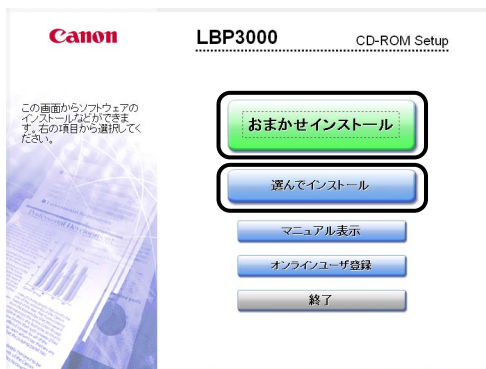 Canon
LBP3000
CD-ROM Setup
この画面からソフトウェアの
インストールなどができま
す。右の項目から選択してく
ださい。
おまかせインストール
選んでインストール
マニュアル表示
オンラインユーザ登録
終了